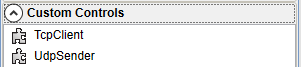 Custom Controls
TcpClient
UdpSender